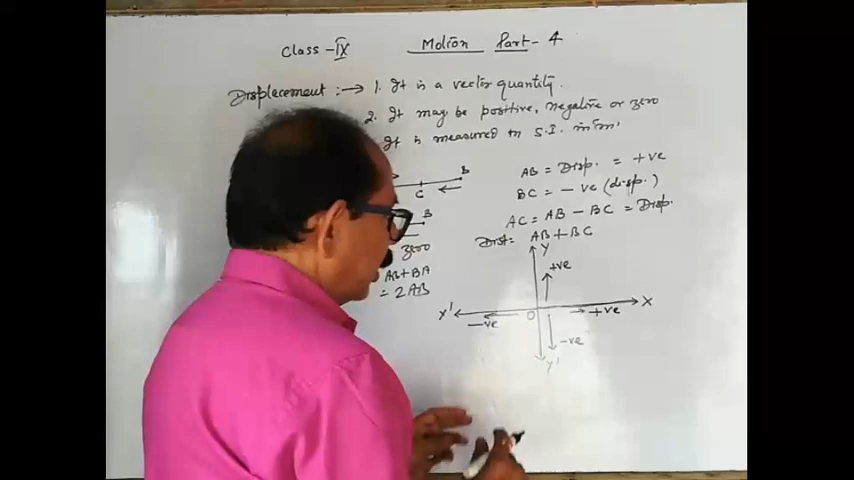 Class - IX
Motion Part - 4
Displacement :→ 1. It is a vector quantity.
2. It may be positive, negative or zero
It is measured in S.I. in 'm'
B
C
B
zero
AB+BA
= 2AB
AB = Disp. = +ve
BC = - ve (disp.)
AC = AB - BC = Disp.
Dist = AB + BC
Y
+ve
X' O X
-ve +ve
-ve
Y'